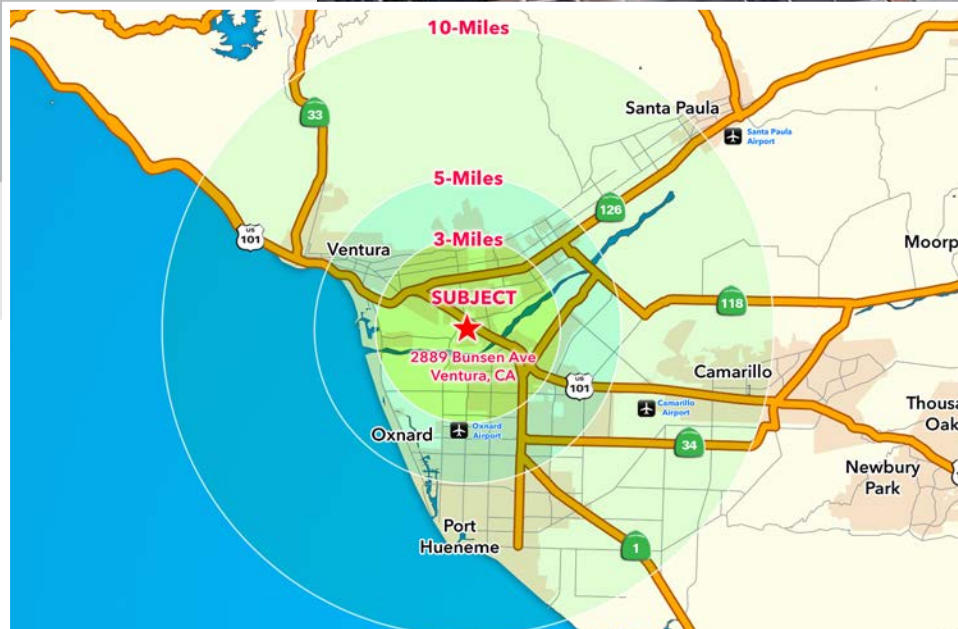 10-Miles
Santa Paula
33
Santa Paula
Airport
5-Miles
126
US
101
3-Miles
Ventura
Moorp
SUBJECT
118
2889 Bunsen Ave
Ventura, CA
Camarillo
US
101
Camarillo
Airport
Thousa
Oak
Oxnard
Oxnard
Airport
34
Newbury
Park
Port
Hueneme
1